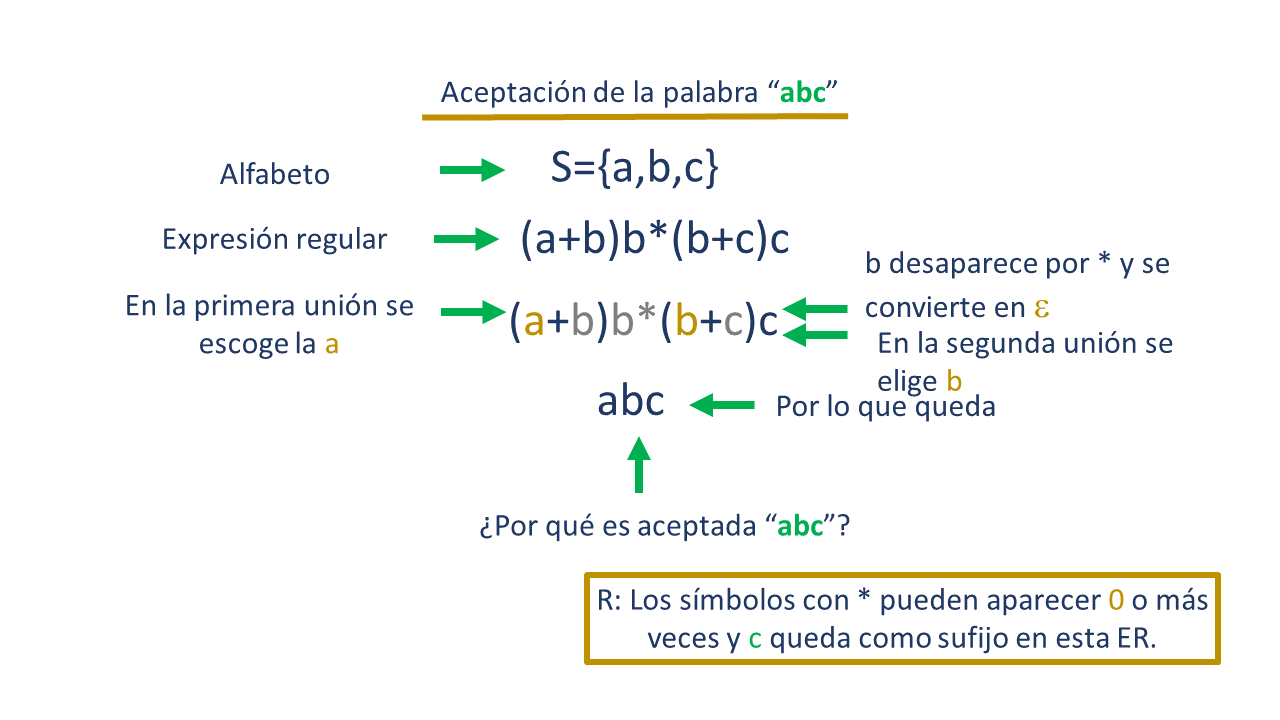 Aceptación de la palabra “abc”
Alfabeto
S={a,b,c}
Expresión regular
(a+b)b*(b+c)c
En la primera unión se
escoge la a
(a+b)b*(b+c)c
b desaparece por * y se
convierte en ε
En la segunda unión se
elige b
abc
Por lo que queda
¿Por qué es aceptada “abc”?
R: Los símbolos con * pueden aparecer 0 o más
veces y c queda como sufijo en esta ER.